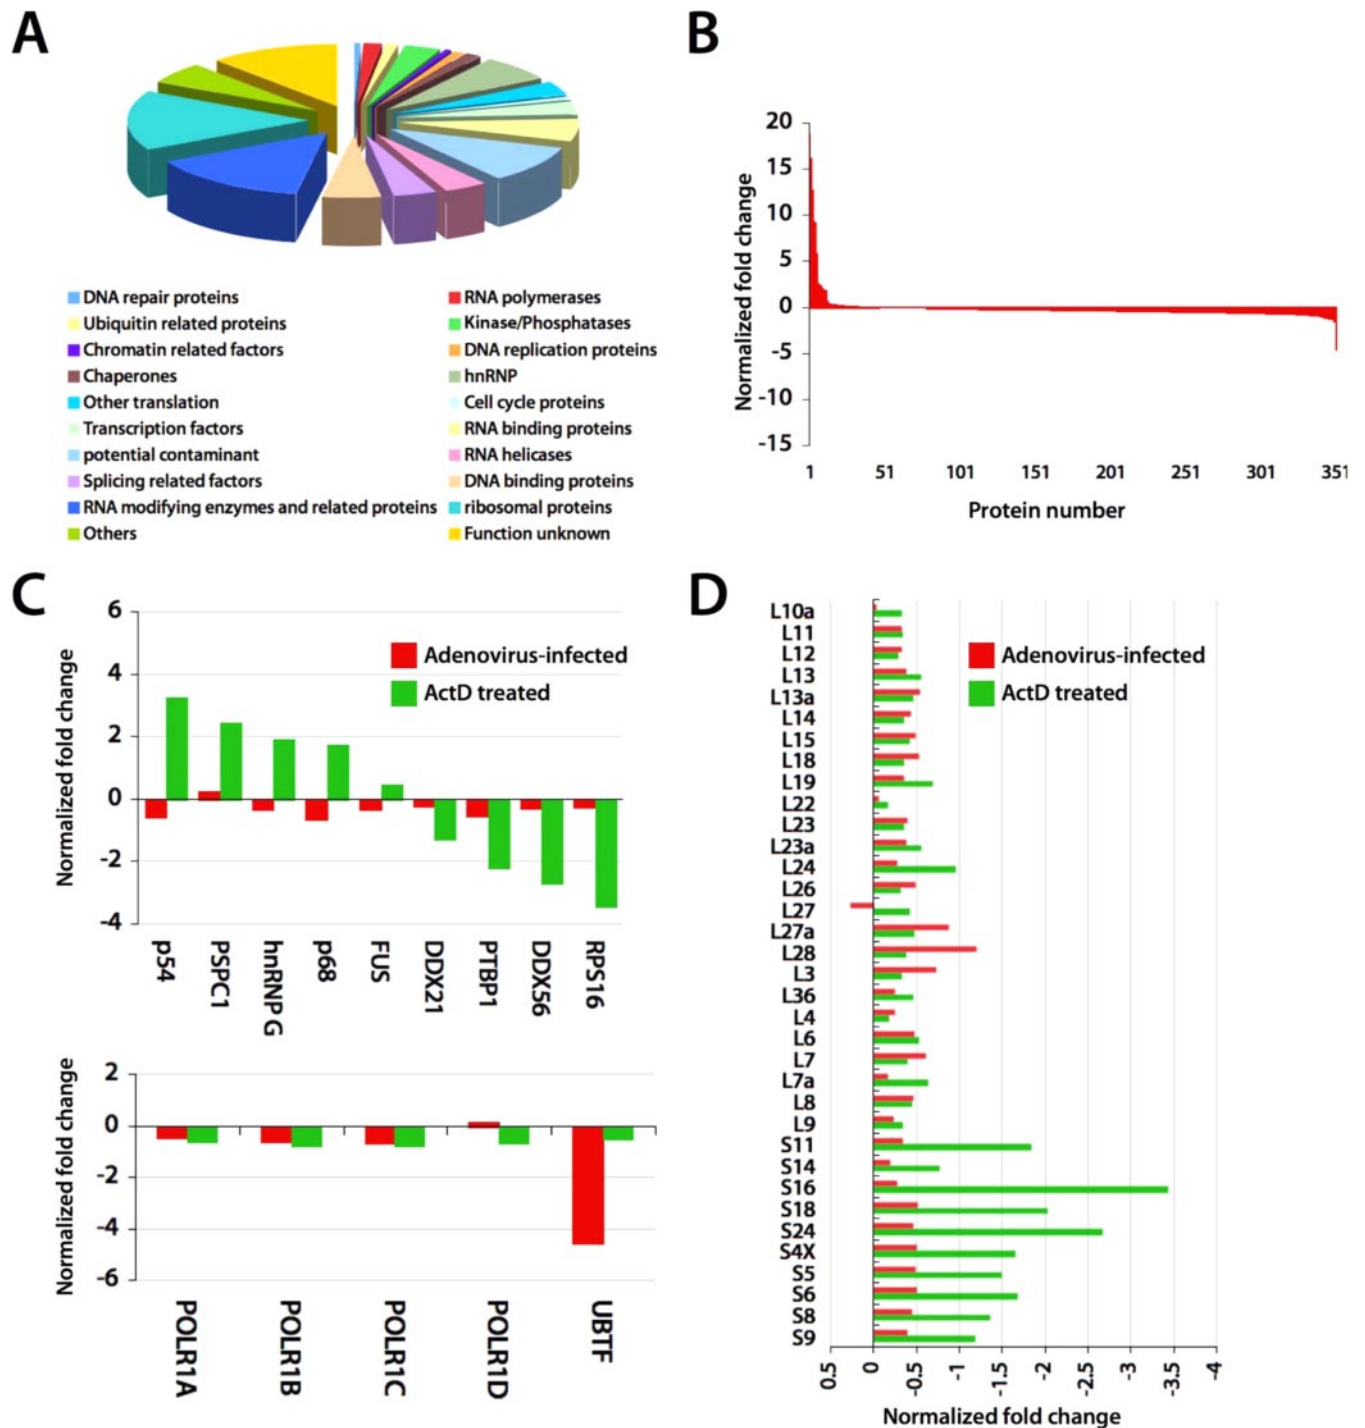 A
DNA repair proteins
RNA polymerases
Ubiquitin related proteins
Kinase/Phosphatases
Chromatin related factors
DNA replication proteins
Chaperones
hnRNP
Other translation
Cell cycle proteins
Transcription factors
RNA binding proteins
potential contaminant
RNA helicases
Splicing related factors
DNA binding proteins
RNA modifying enzymes and related proteins
ribosomal proteins
Others
Function unknown
B
Normalized fold change
20
15
10
5
0
-5
-10
-15
1 51 101 151 201 251 301 351
Protein number
C
Normalized fold change
6
4
2
0
-2
-4
Adenovirus-infected
ActD treated
p54
PSPC1
hnRNP G
p68
FUS
DDX21
PTBP1
DDX56
RPS16
Normalized fold change
2
0
-2
-4
-6
POLR1A
POLR1B
POLR1C
POLR1D
UBTF
D
Adenovirus-infected
ActD treated
L10a
L11
L12
L13
L13a
L14
L15
L18
L19
L22
L23
L23a
L24
L26
L27
L27a
L28
L3
L36
L4
L6
L7
L7a
L8
L9
S11
S14
S16
S18
S24
S4X
S5
S6
S8
S9
0.5 0 -0.5 -1 -1.5 -2 -2.5 -3 -3.5 -4
Normalized fold change